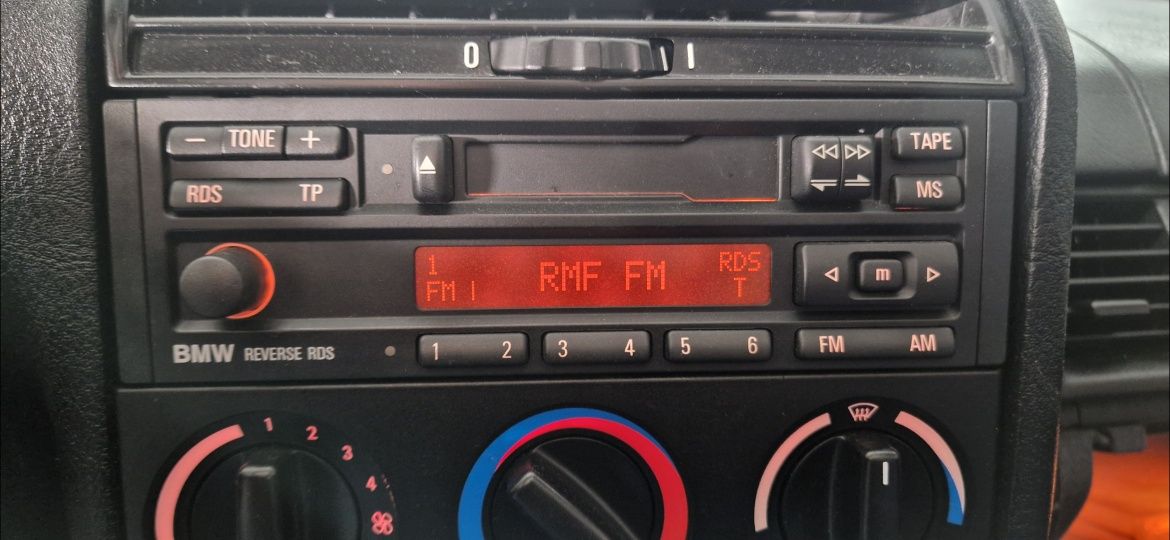 0 I
- TONE +
TAPE
RDS TP
MS
1
RMF FM
RDS
FM I
T
m
BMW REVERSE RDS
1 2 3 4 5 6 FM AM
1 2 3 4